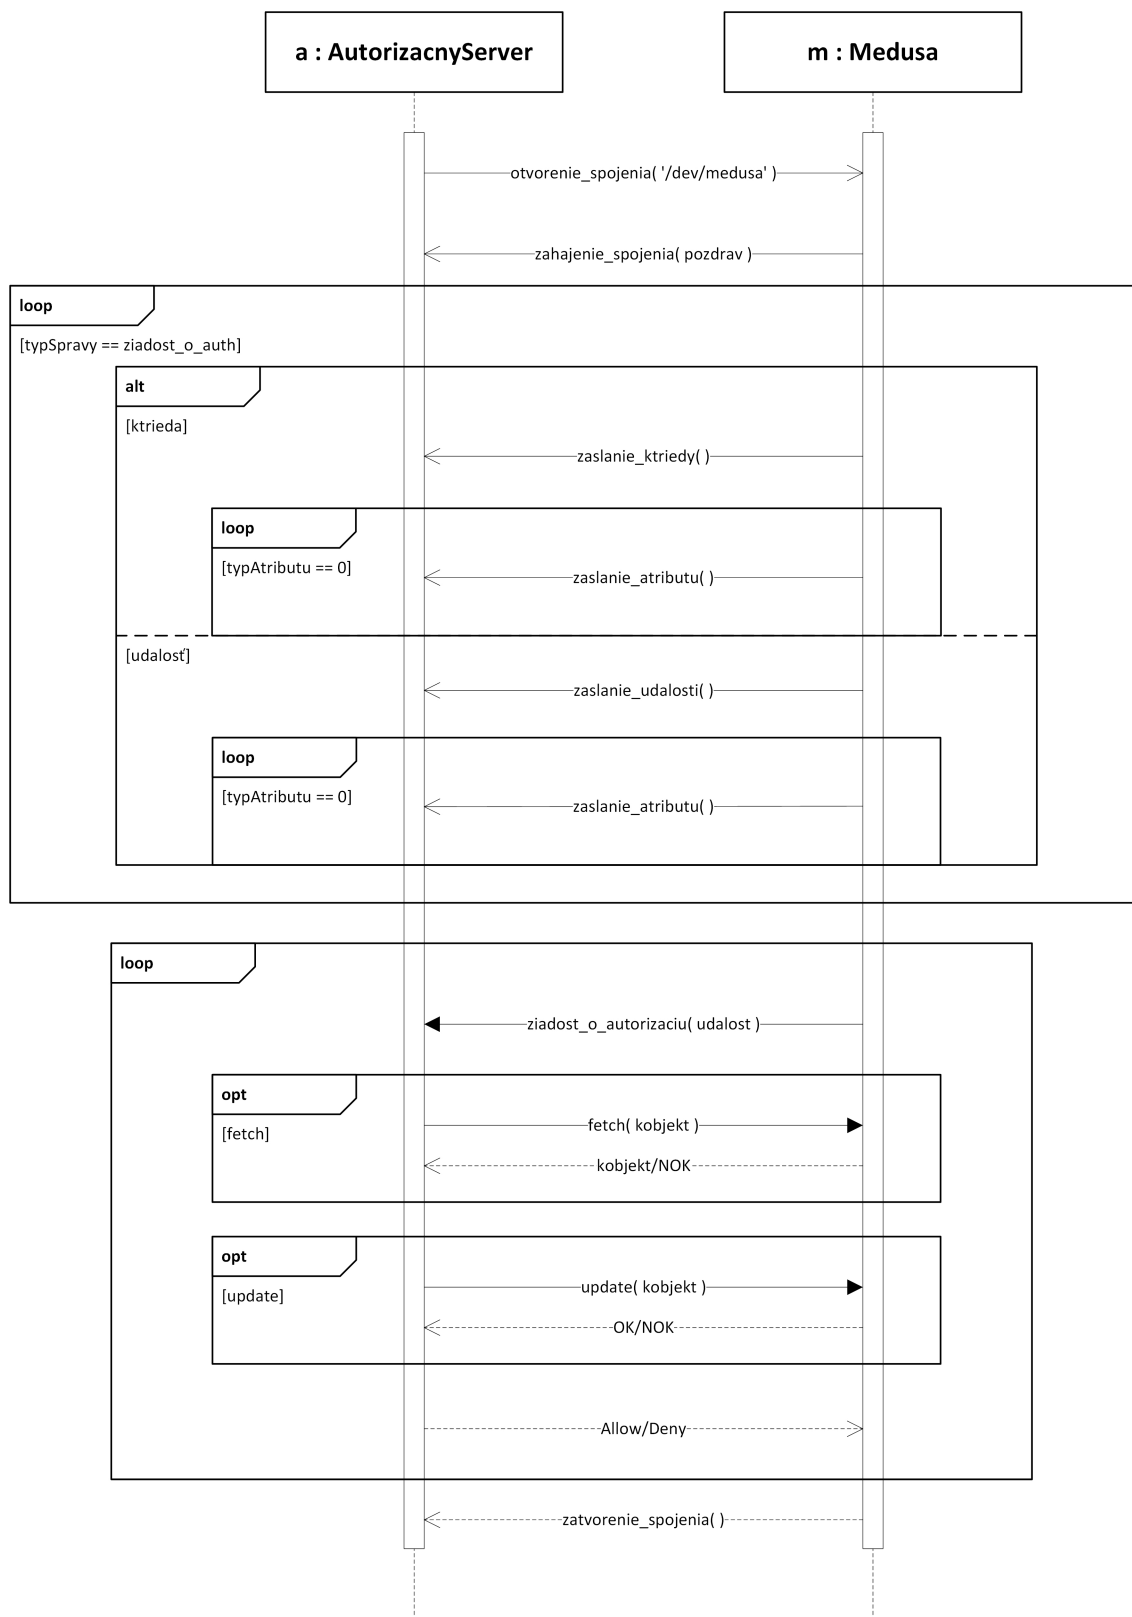 a : AutorizacnyServer
m : Medusa
otvorenie_spojenia( '/dev/medusa' )
zahajenie_spojenia( pozdrav )
loop
[typSpravy == ziadost_o_auth]
alt
[ktrieda]
zaslanie_ktriedy( )
loop
[typAtributu == 0]
zaslanie_atributu( )
[udalosť]
zaslanie_udalosti( )
loop
[typAtributu == 0]
zaslanie_atributu( )
loop
ziadost_o_autorizaciu( udalost )
opt
fetch( kobjekt )
[fetch]
kobjekt/NOK
opt
update( kobjekt )
[update]
OK/NOK
Allow/Deny
zatvorenie_spojenia( )